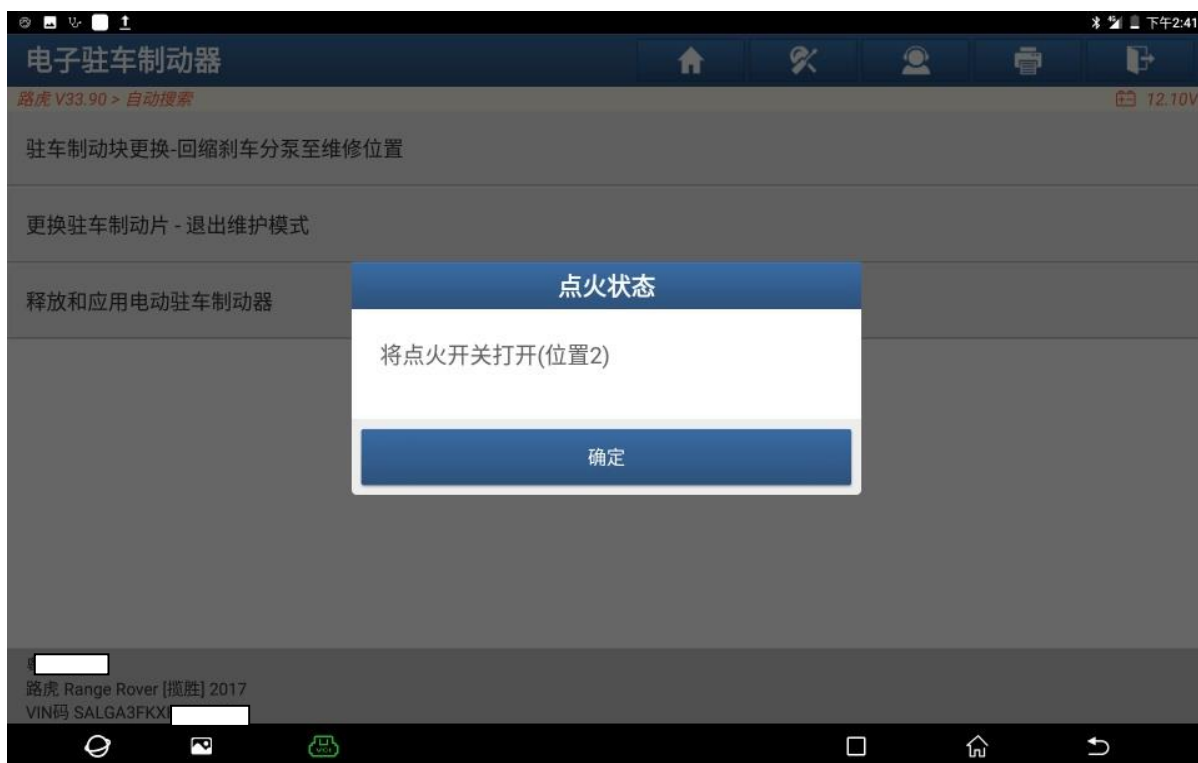 下午2:41
电子驻车制动器
路虎 V33.90 > 自动搜索
12.10V
驻车制动块更换-回缩刹车分泵至维修位置
更换驻车制动片 - 退出维护模式
释放和应用电动驻车制动器
点火状态
将点火开关打开(位置2)
确定
路虎 Range Rover [揽胜] 2017
VIN码 SALGA3FKX